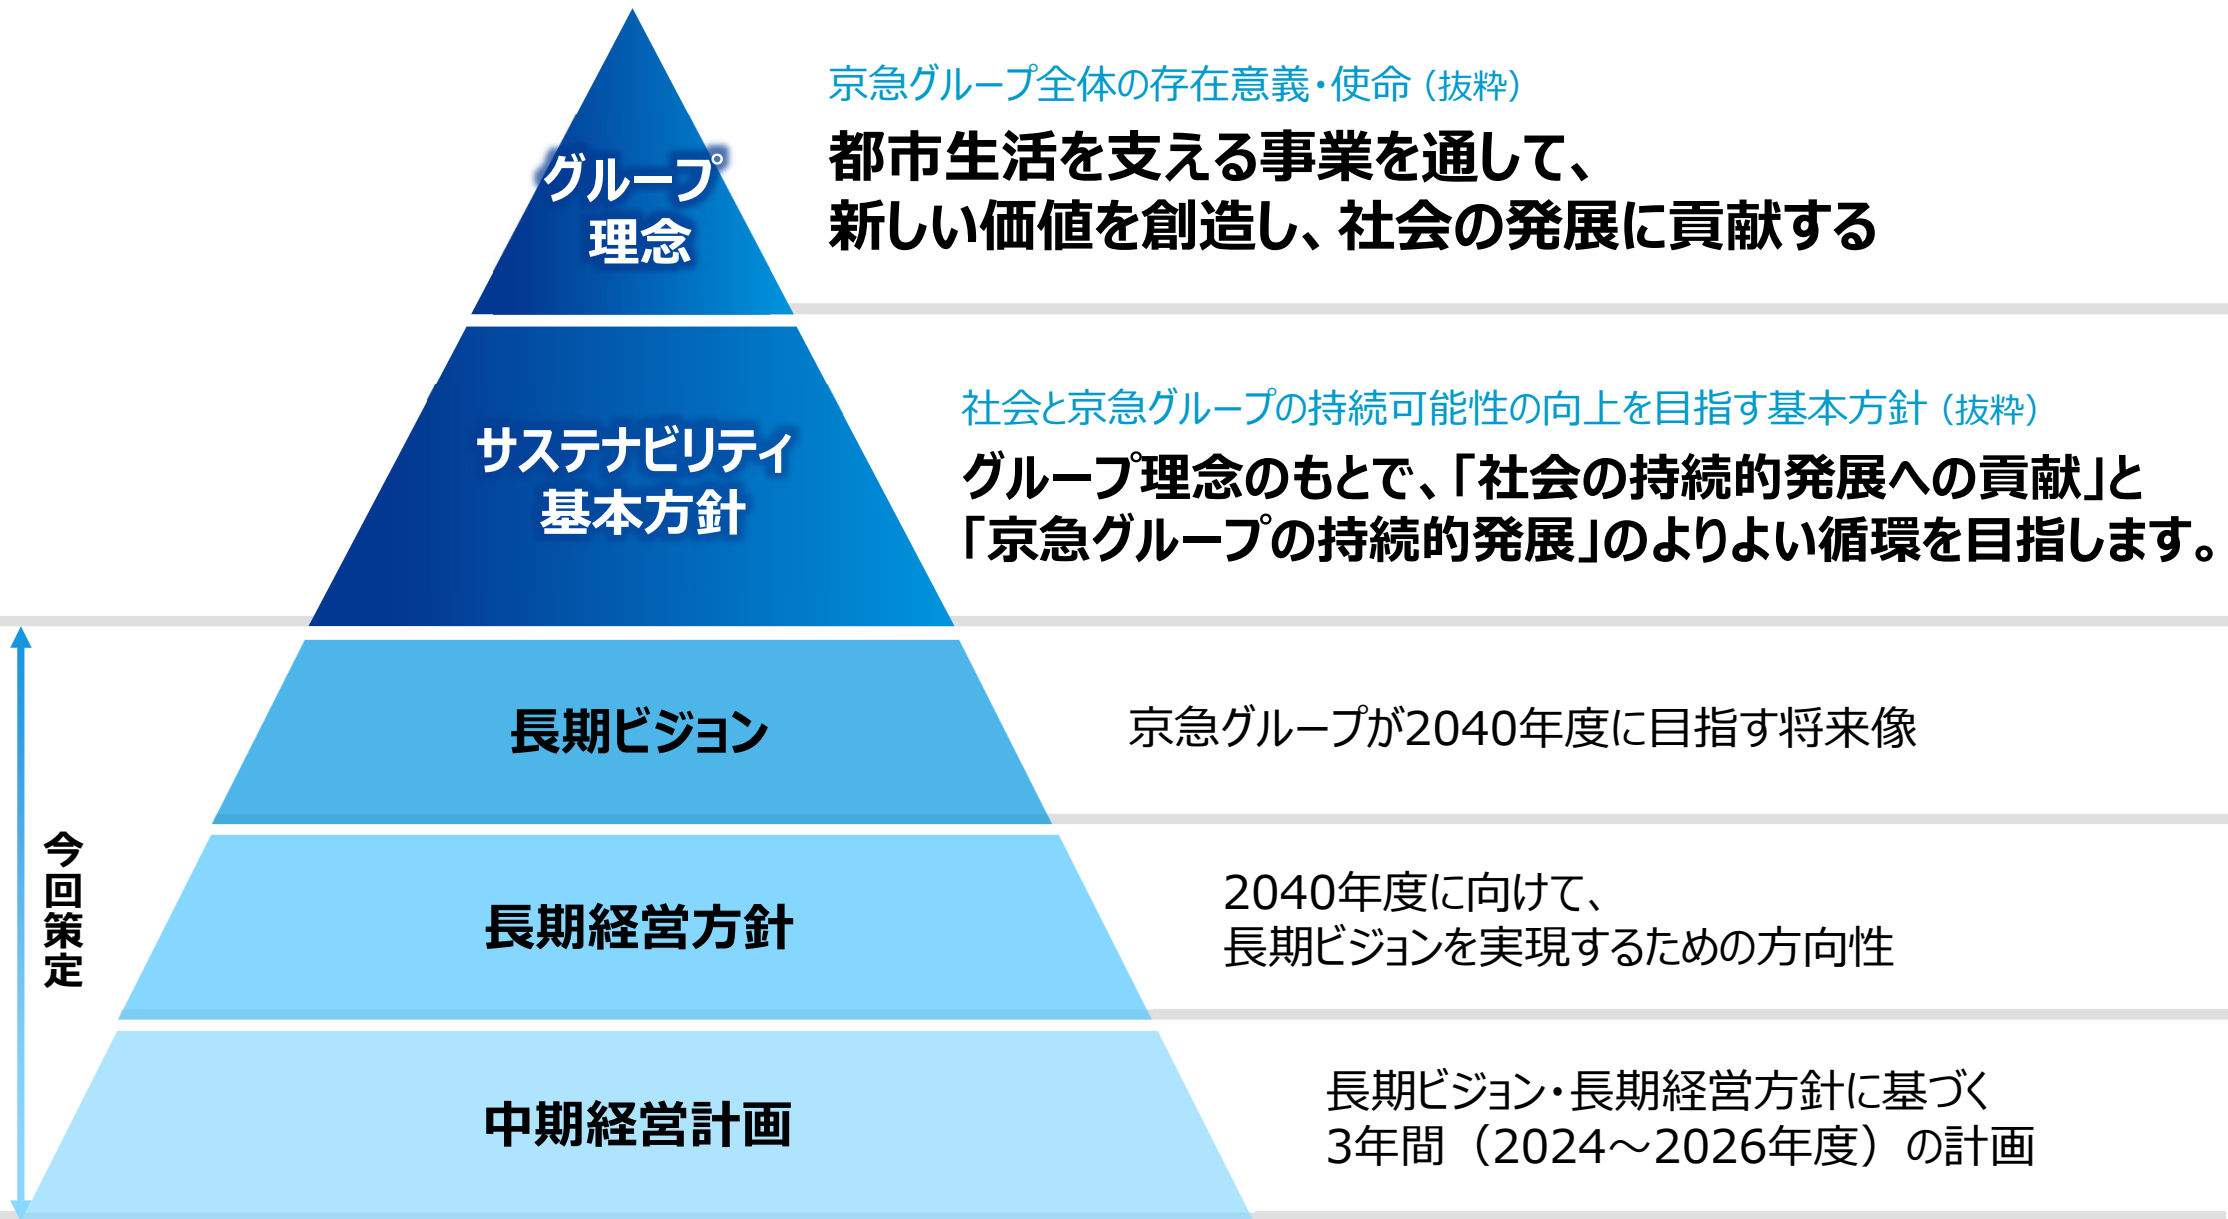 京急グループ全体の存在意義・使命（抜粋）
都市生活を支える事業を通して、
新しい価値を創造し、社会の発展に貢献する
グループ
理念
社会と京急グループの持続可能性の向上を目指す基本方針（抜粋）
グループ理念のもとで、「社会の持続的発展への貢献」と
「京急グループの持続的発展」のよりよい循環を目指します。
サステナビリティ
基本方針
今回策定
長期ビジョン
京急グループが2040年度に目指す将来像
長期経営方針
2040年度に向けて、
長期ビジョンを実現するための方向性
中期経営計画
長期ビジョン・長期経営方針に基づく
3年間（2024～2026年度）の計画